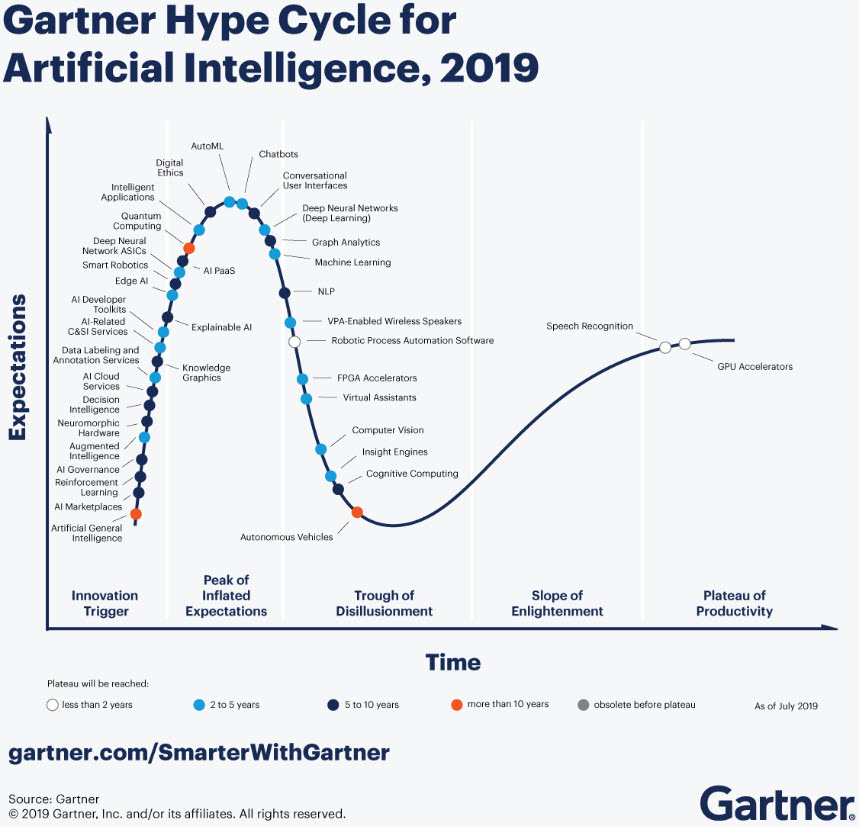 Gartner Hype Cycle for
Artificial Intelligence, 2019
Expectations
AutoML
Chatbots
Digital
Ethics
Conversational
User Interfaces
Intelligent
Applications
Deep Neural Networks
(Deep Learning)
Quantum
Computing
Graph Analytics
Deep Neural
Network ASICs
Machine Learning
Smart Robotics
AI PaaS
Edge AI
NLP
AI Developer
Toolkits
Explainable AI
VPA-Enabled Wireless Speakers
AI-Related
C&SI Services
Robotic Process Automation Software
Speech Recognition
Data Labeling and
Annotation Services
Knowledge
Graphics
GPU Accelerators
AI Cloud
Services
FPGA Accelerators
Decision
Intelligence
Virtual Assistants
Neuromorphic
Hardware
Computer Vision
Augmented
Intelligence
Insight Engines
AI Governance
Cognitive Computing
Reinforcement
Learning
AI Marketplaces
Artificial General
Intelligence
Autonomous Vehicles
Innovation
Trigger
Peak of
Inflated
Expectations
Trough of
Disillusionment
Slope of
Enlightenment
Plateau of
Productivity
Time
Plateau will be reached:
less than 2 years
2 to 5 years
5 to 10 years
more than 10 years
obsolete before plateau
As of July 2019
gartner.com/SmarterWithGartner
Source: Gartner
© 2019 Gartner, Inc. and/or its affiliates. All rights reserved.
Gartner®